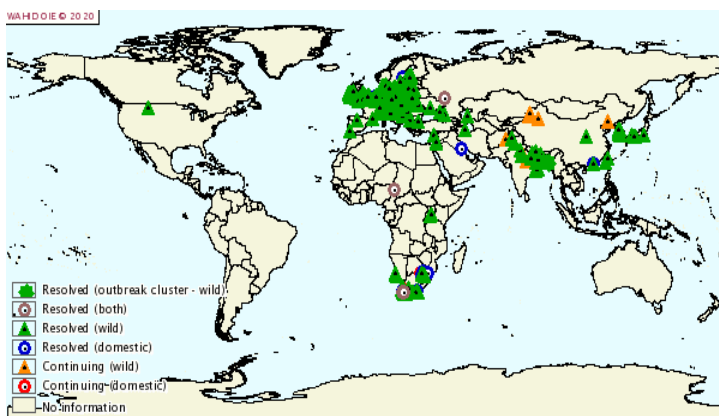 WAHID OIE © 2020
Resolved (outbreak cluster - wild)
Resolved (both)
Resolved (wild)
Resolved (domestic)
Continuing (wild)
Continuing (domestic)
No information